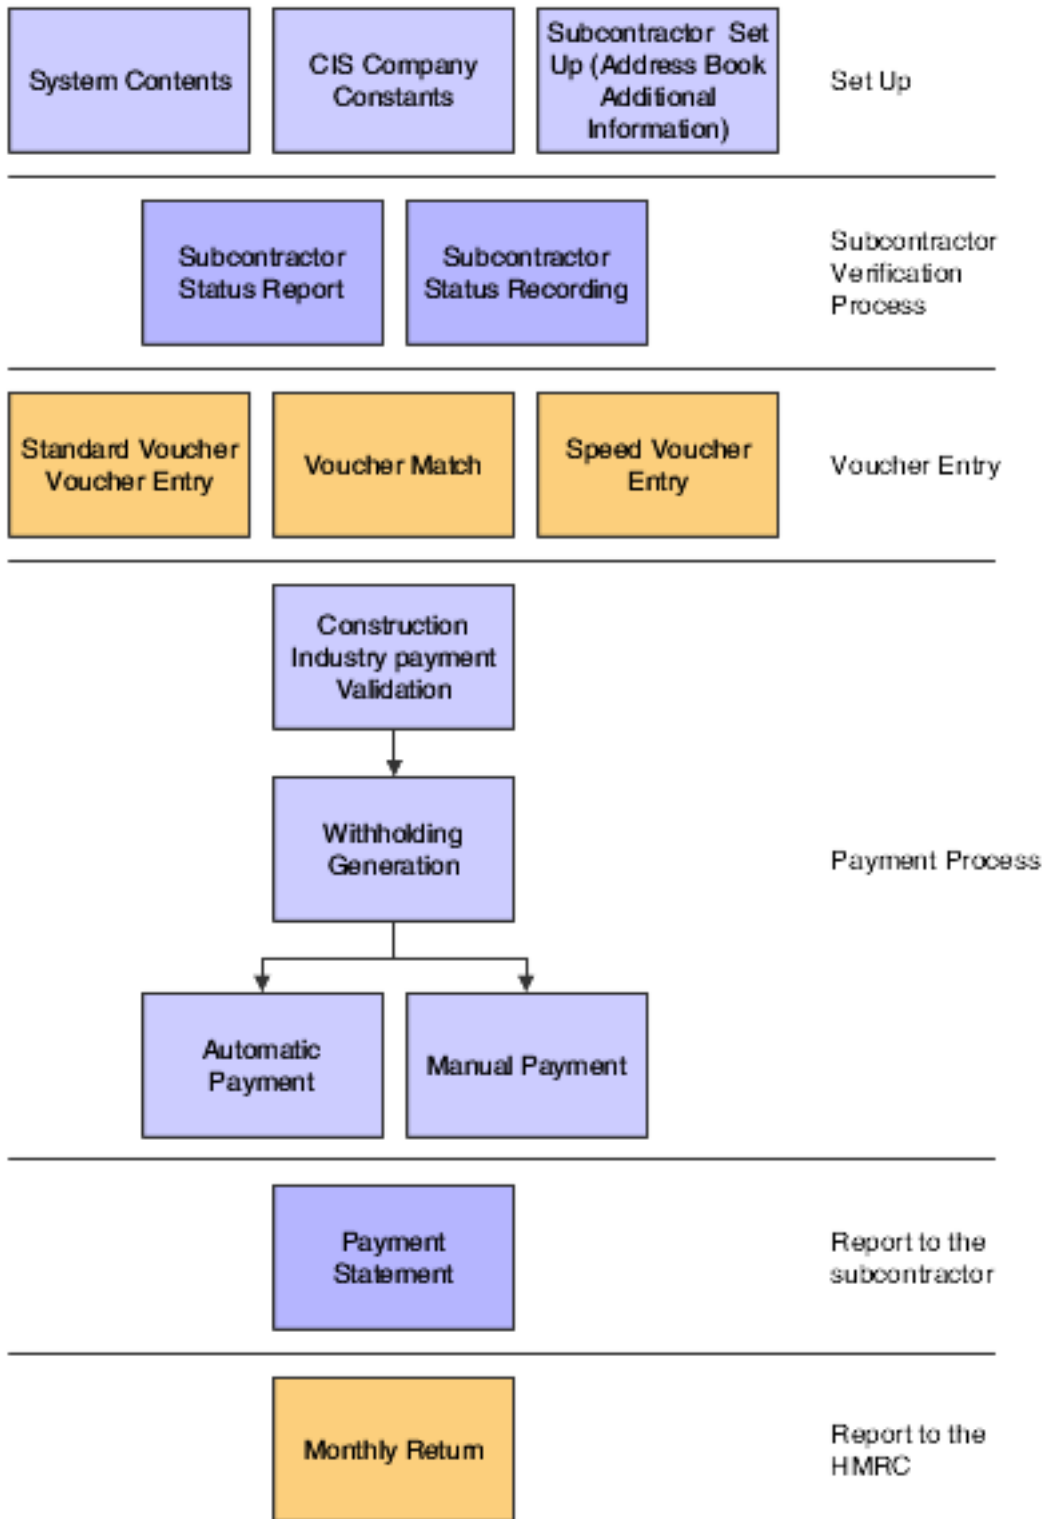 System Contents
CIS Company
Constants
Subcontractor Set
Up (Address Book
Additional
Information)
Set Up
Subcontractor
Status Report
Subcontractor
Status Recording
Subcontractor
Verification
Process
Standard Voucher
Voucher Entry
Voucher Match
Speed Voucher
Entry
Voucher Entry
Construction
Industry payment
Validation
Withholding
Generation
Payment Process
Automatic
Payment
Manual Payment
Payment
Statement
Report to the
subcontractor
Monthly Return
Report to the
HMRC